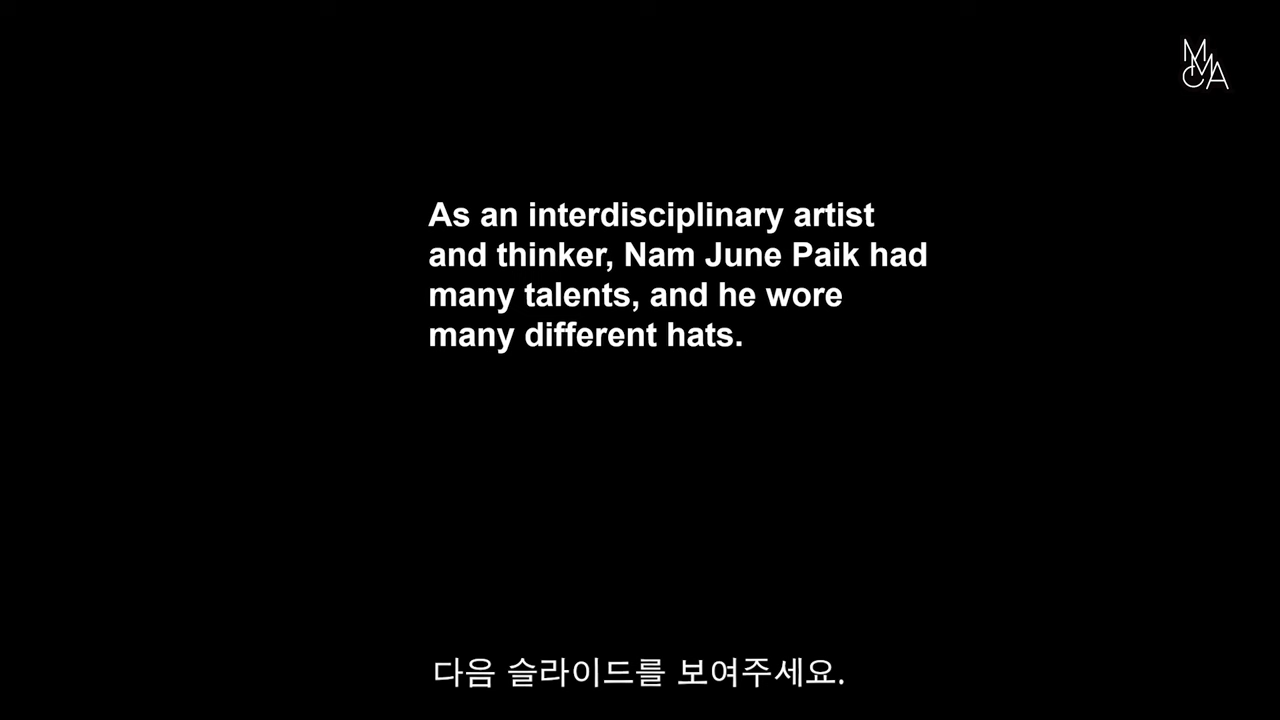 MMCA
As an interdisciplinary artist
and thinker, Nam June Paik had
many talents, and he wore
many different hats.
다음 슬라이드를 보여주세요.